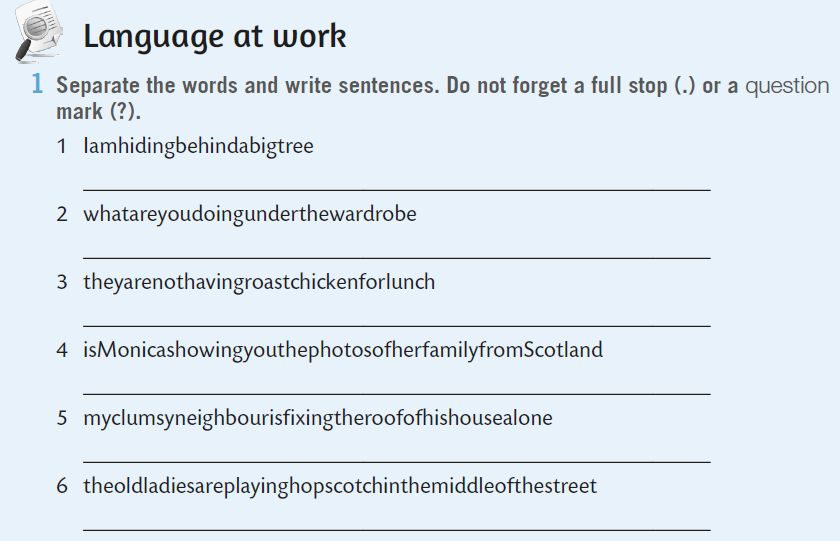 Language at work
1 Separate the words and write sentences. Do not forget a full stop (.) or a question
mark (?).
1 Iamhidingbehindabigtree
2 whatareyoudoingunderthewardrobe
3 theyarenothavingroastchickenforlunch
4 isMonicashowingyouthephotosofherfamilyfromScotland
5 myclumsyneighbourisfixingtheroofofhishousealone
6 theoldladiesareplayinghopscotchinthemiddleofthestreet